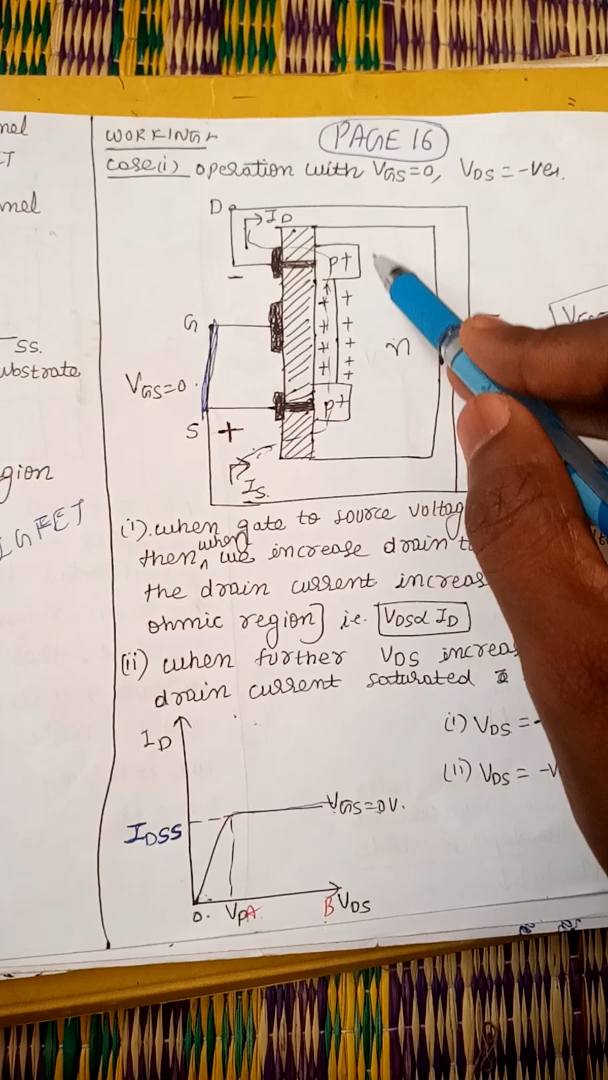 nel
T
PAGE 16
WORKING:-
case(i) operation with VGS=0, VDS=-ve.
nnel
D
ID
-
p+
G
+ +
+ +
+ +
+ +
n
SS.
ubstrate
VGS=0.
p+
S +
IS.
gion
IGFET
(i). when gate to source voltag
then, when we increase drain t
the drain current increas
ohmic region] i.e. VDS α ID
(ii) when further VDS increas
drain current saturated
(i) VDS = -
(ii) VDS = -V
ID
VGS=0V.
IDSS
0. VPA B VDS